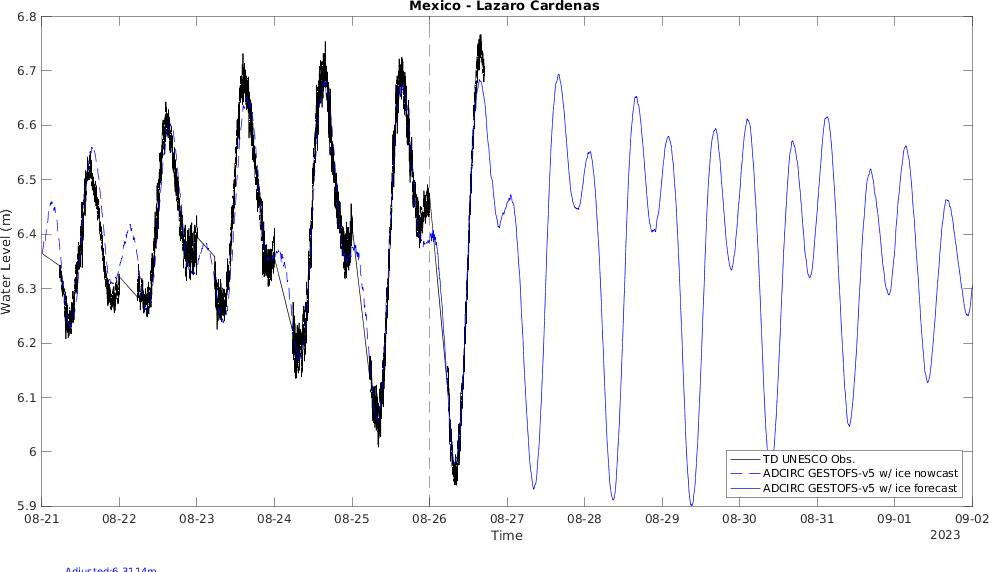 Mexico - Lazaro Cardenas
6.8
6.7
6.6
6.5
6.4
6.3
6.2
6.1
6
5.9
Water Level (m)
08-21 08-22 08-23 08-24 08-25 08-26 08-27 08-28 08-29 08-30 08-31 09-01 09-02
Time
2023
TD UNESCO Obs.
ADCIRC GESTOFS-v5 w/ ice nowcast
ADCIRC GESTOFS-v5 w/ ice forecast
Adjusted:6.3114m